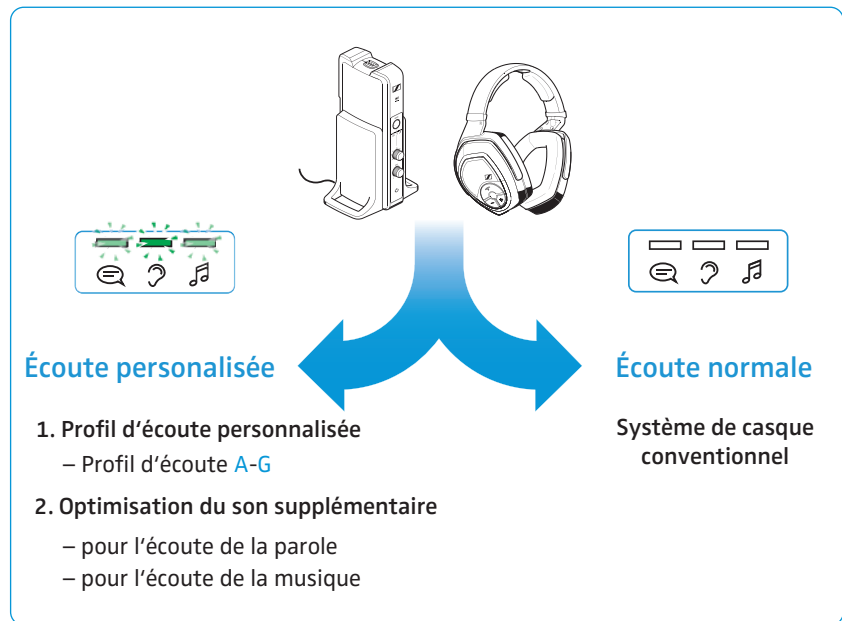 Écoute personalisée
1. Profil d‘écoute personnalisée
– Profil d‘écoute A-G
2. Optimisation du son supplémentaire
– pour l‘écoute de la parole
– pour l‘écoute de la musique
Écoute normale
Système de casque
conventionnel